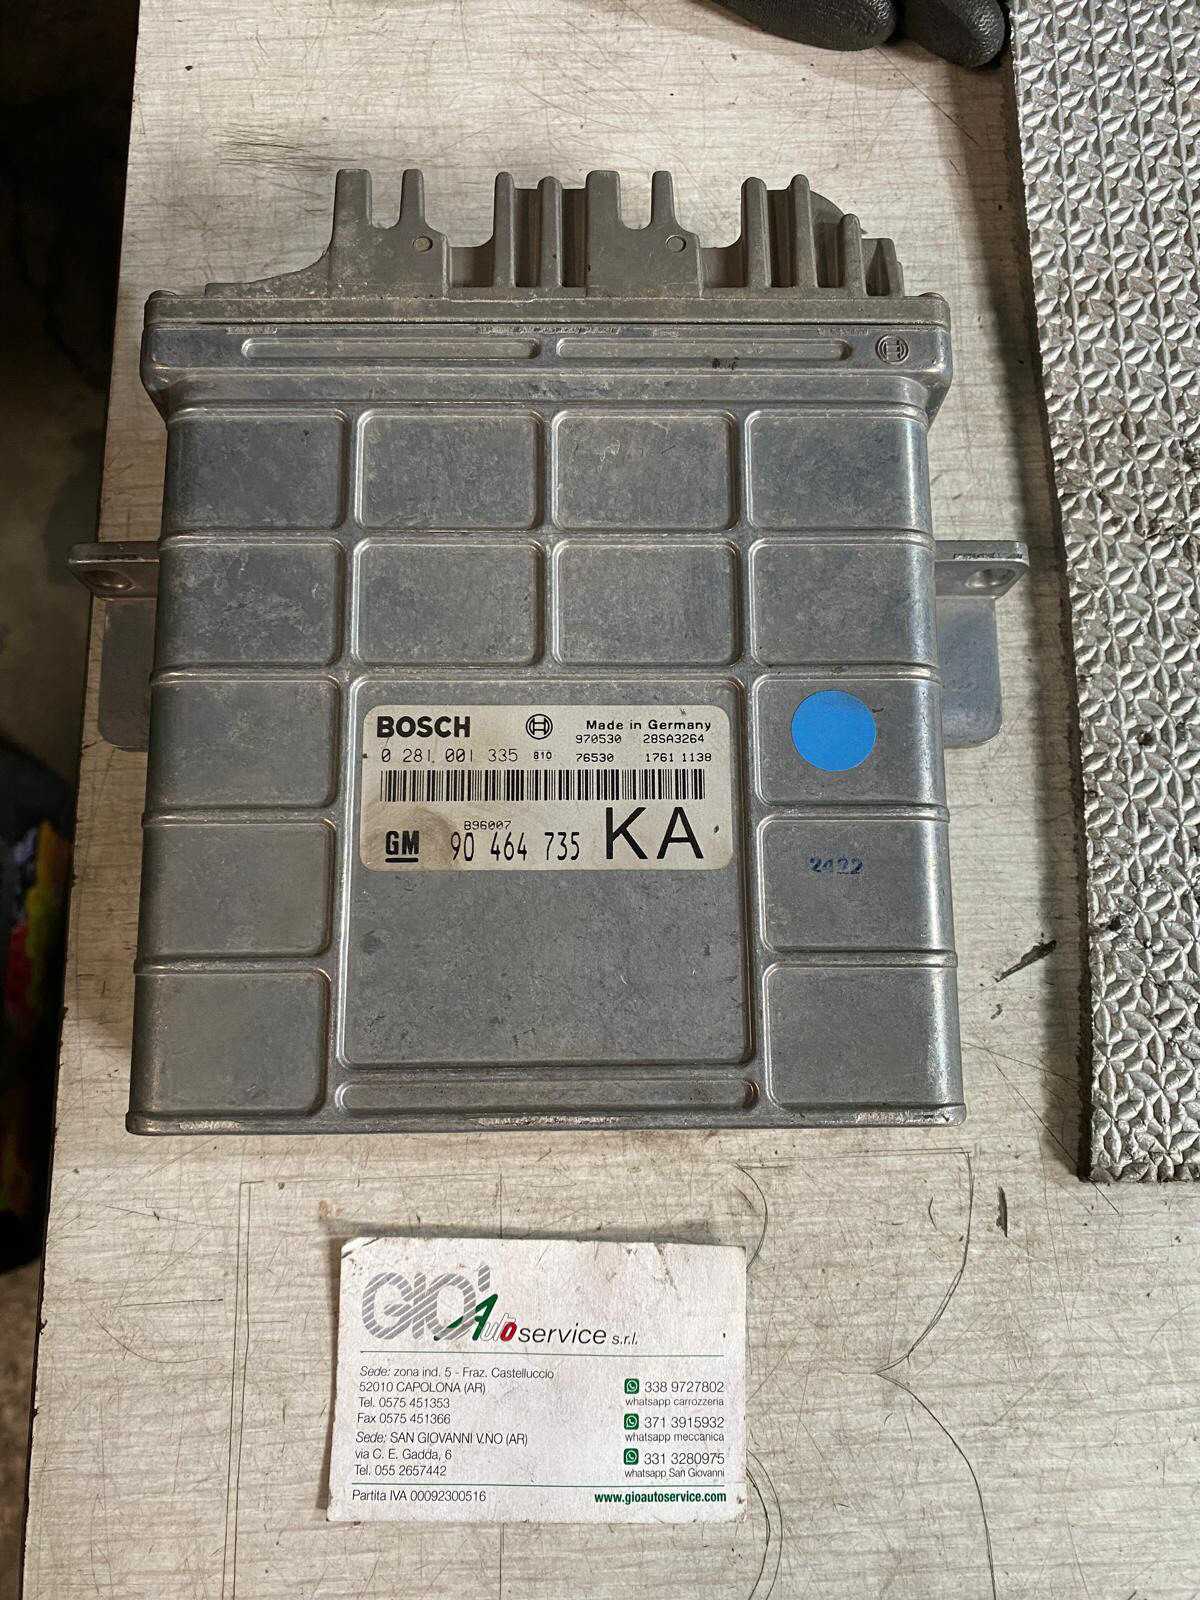 BOSCH
Made in Germany
970530 28SA3264
0 281 001 335 810
76530 1761 1138
B96007
GM 90 464 735 KA
2422
GIO' Auto service s.r.l.
Sede: zona ind. 5 - Fraz. Castelluccio
52010 CAPOLONA (AR)
Tel. 0575 451353
Fax 0575 451366
Sede: SAN GIOVANNI V.NO (AR)
via C. E. Gadda, 6
Tel. 055 2657442
338 9727802
whatsapp carrozzeria
371 3915932
whatsapp meccanica
331 3280975
whatsapp San Giovanni
Partita IVA 00092300516
www.gioautoservice.com